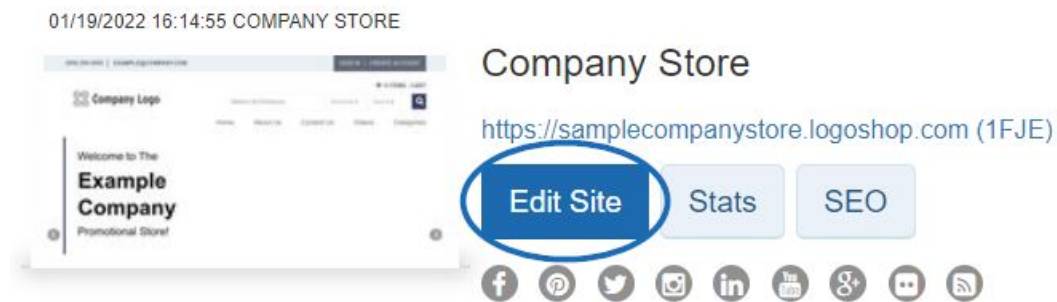 01/19/2022 16:14:55 COMPANY STORE
Company Logo
Welcome to The
Example
Company
Promotional Store!
Company Store
https://samplecompanystore.logoshop.com (1FJE)
Edit Site
Stats
SEO